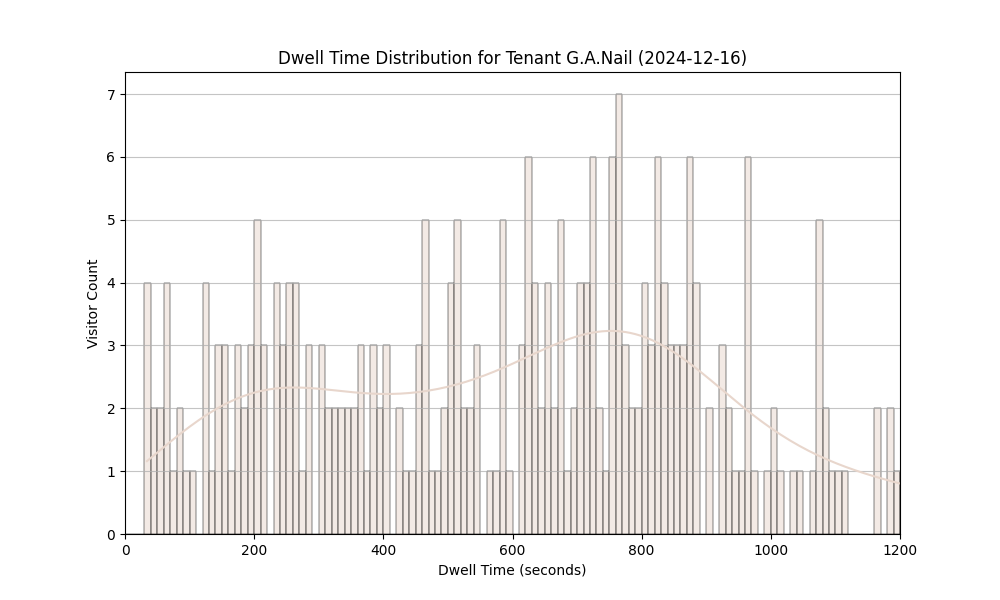 Dwell Time Distribution for Tenant G.A.Nail (2024-12-16)
Visitor Count
7
6
5
4
3
2
1
0
0 200 400 600 800 1000 1200
Dwell Time (seconds)